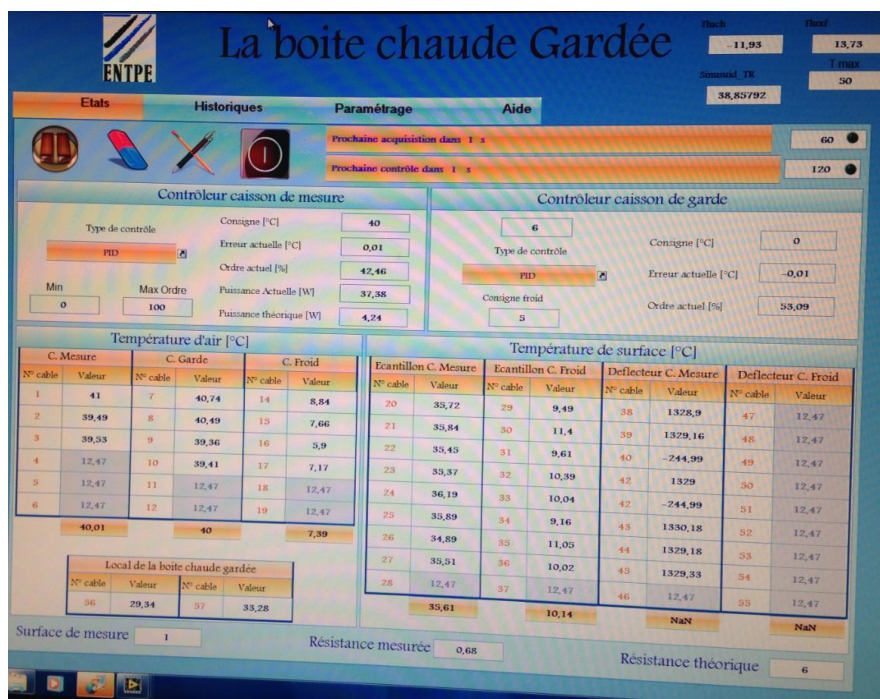 ENTPE
La boite chaude Gardée
Fluch
-11,93
Fluxf
13,73
Sinunuid_TR
38,85792
T max
50
Etats
Historiques
Paramétrage
Aide
Prochaine acquisistion dans 1 s
60
Prochaine contrôle dans 1 s
120
Contrôleur caisson de mesure
Type de contrôle
PID
Min
0
Max Ordre
100
Consigne [°C] 40
Erreur actuelle [°C] 0,01
Ordre actuel [%] 42,46
Puissance Actuelle [W] 37,38
Puissance théorique [W] 4,24
Contrôleur caisson de garde
6
Type de contrôle
PID
Consigne froid
5
Consigne [°C] 0
Erreur actuelle [°C] -0,01
Ordre actuel [%] 53,09
Température d'air [°C]
C. Mesure C. Garde C. Froid
N° cable Valeur N° cable Valeur N° cable Valeur
1 41 7 40,74 14 8,84
2 39,49 8 40,49 15 7,66
3 39,53 9 39,36 16 5,9
4 12,47 10 39,41 17 7,17
5 12,47 11 12,47 18 12,47
6 12,47 12 12,47 19 12,47
40,01 40 7,39
Local de la boite chaude gardée
N° cable Valeur N° cable Valeur
56 29,34 57 33,28
Température de surface [°C]
Ecantillon C. Mesure Ecantillon C. Froid Deflecteur C. Mesure Deflecteur C. Froid
N° cable Valeur N° cable Valeur N° cable Valeur N° cable Valeur
20 35,72 29 9,49 38 1328,9 47 12,47
21 35,84 30 11,4 39 1329,16 48 12,47
22 35,45 31 9,61 40 -244,99 49 12,47
23 35,37 32 10,39 42 1329 50 12,47
24 36,19 33 10,04 42 -244,99 51 12,47
25 35,89 34 9,16 43 1330,18 52 12,47
26 34,89 35 11,05 44 1329,18 53 12,47
27 35,51 36 10,02 45 1329,33 54 12,47
28 12,47 37 12,47 46 12,47 55 12,47
35,61 10,14 NaN NaN
Surface de mesure 1
Résistance mesurée 0,68
Résistance théorique 6